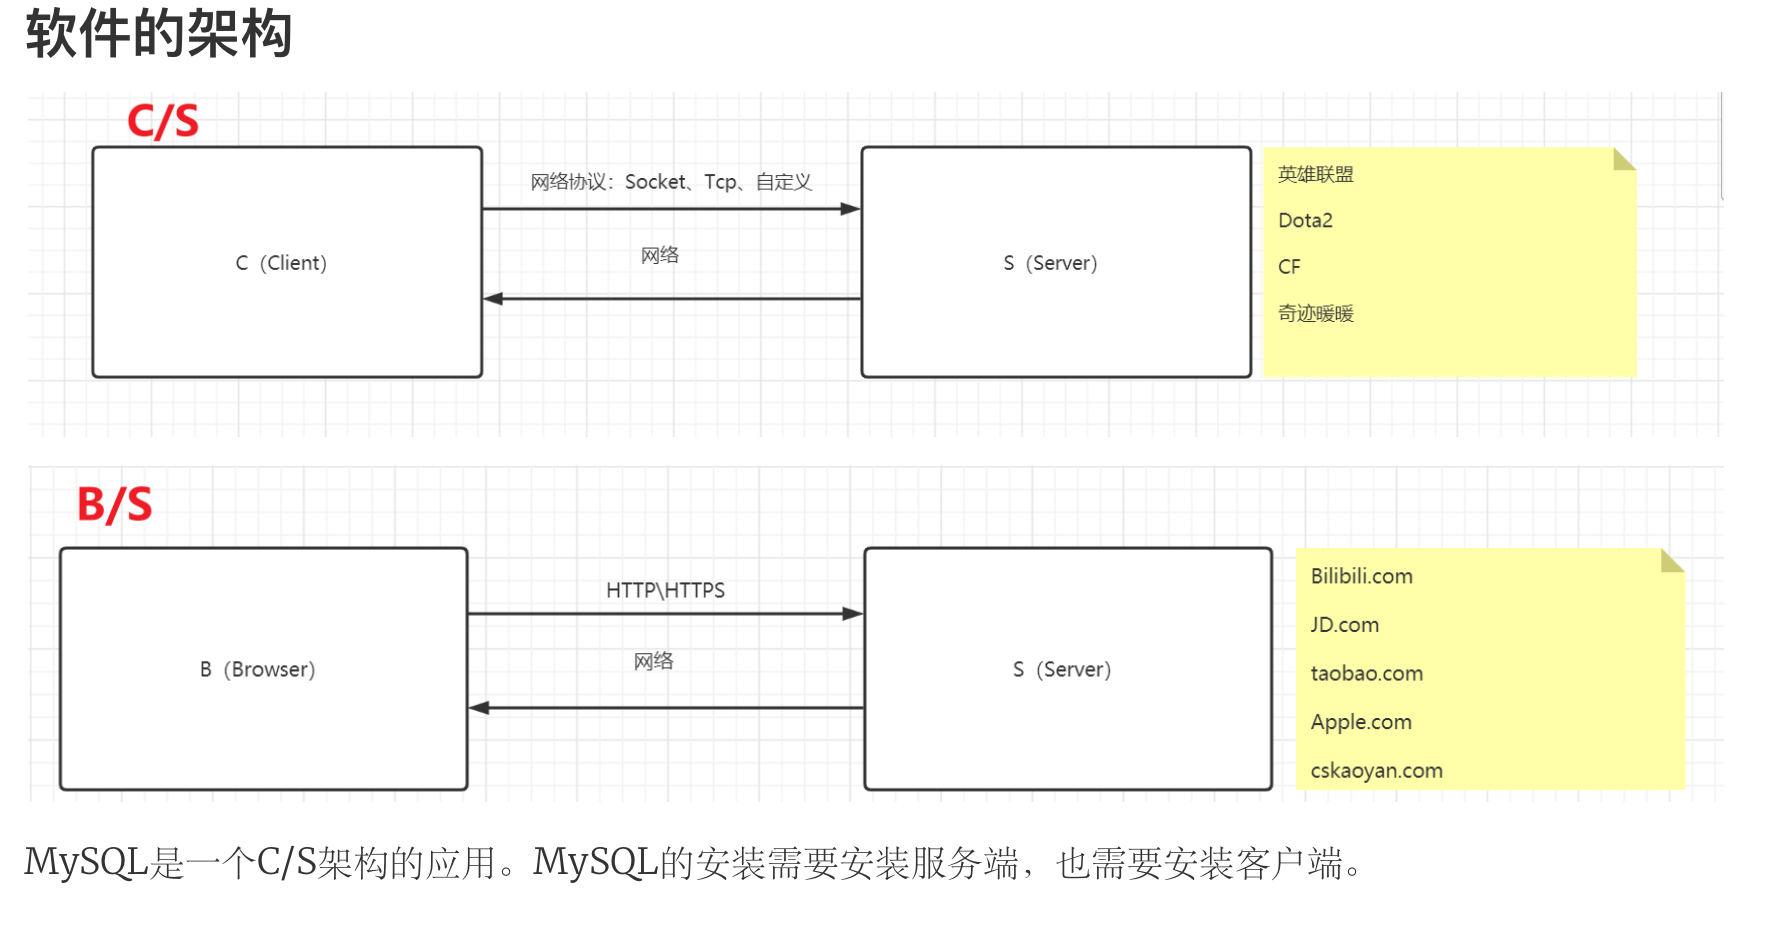 软件的架构
C/S
网络协议：Socket、Tcp、自定义
网络
C（Client）
S（Server）
英雄联盟
Dota2
CF
奇迹暖暖
B/S
HTTP\HTTPS
网络
B（Browser）
S（Server）
Bilibili.com
JD.com
taobao.com
Apple.com
cskaoyan.com
MySQL是一个C/S架构的应用。MySQL的安装需要安装服务端，也需要安装客户端。